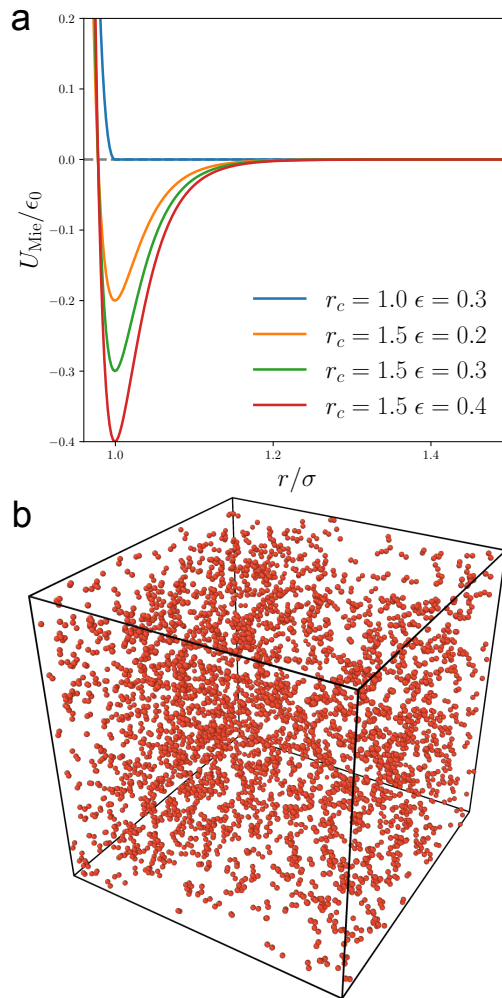 a
0.2
0.1
0.0
−0.1
−0.2
−0.3
−0.4
U_Mie/ϵ_0
r_c = 1.0 ϵ = 0.3
r_c = 1.5 ϵ = 0.2
r_c = 1.5 ϵ = 0.3
r_c = 1.5 ϵ = 0.4
1.0 1.2 1.4
r/σ
b